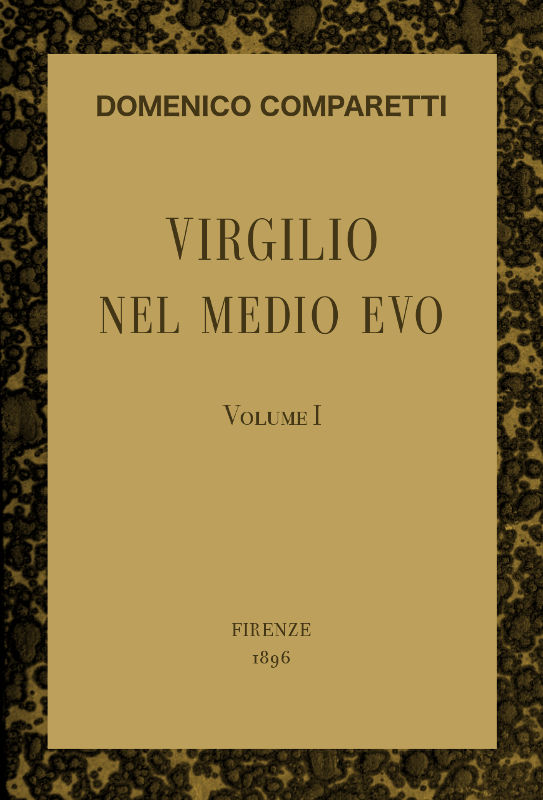 DOMENICO COMPARETTI
VIRGILIO
NEL MEDIO EVO
VOLUME I
FIRENZE
1896